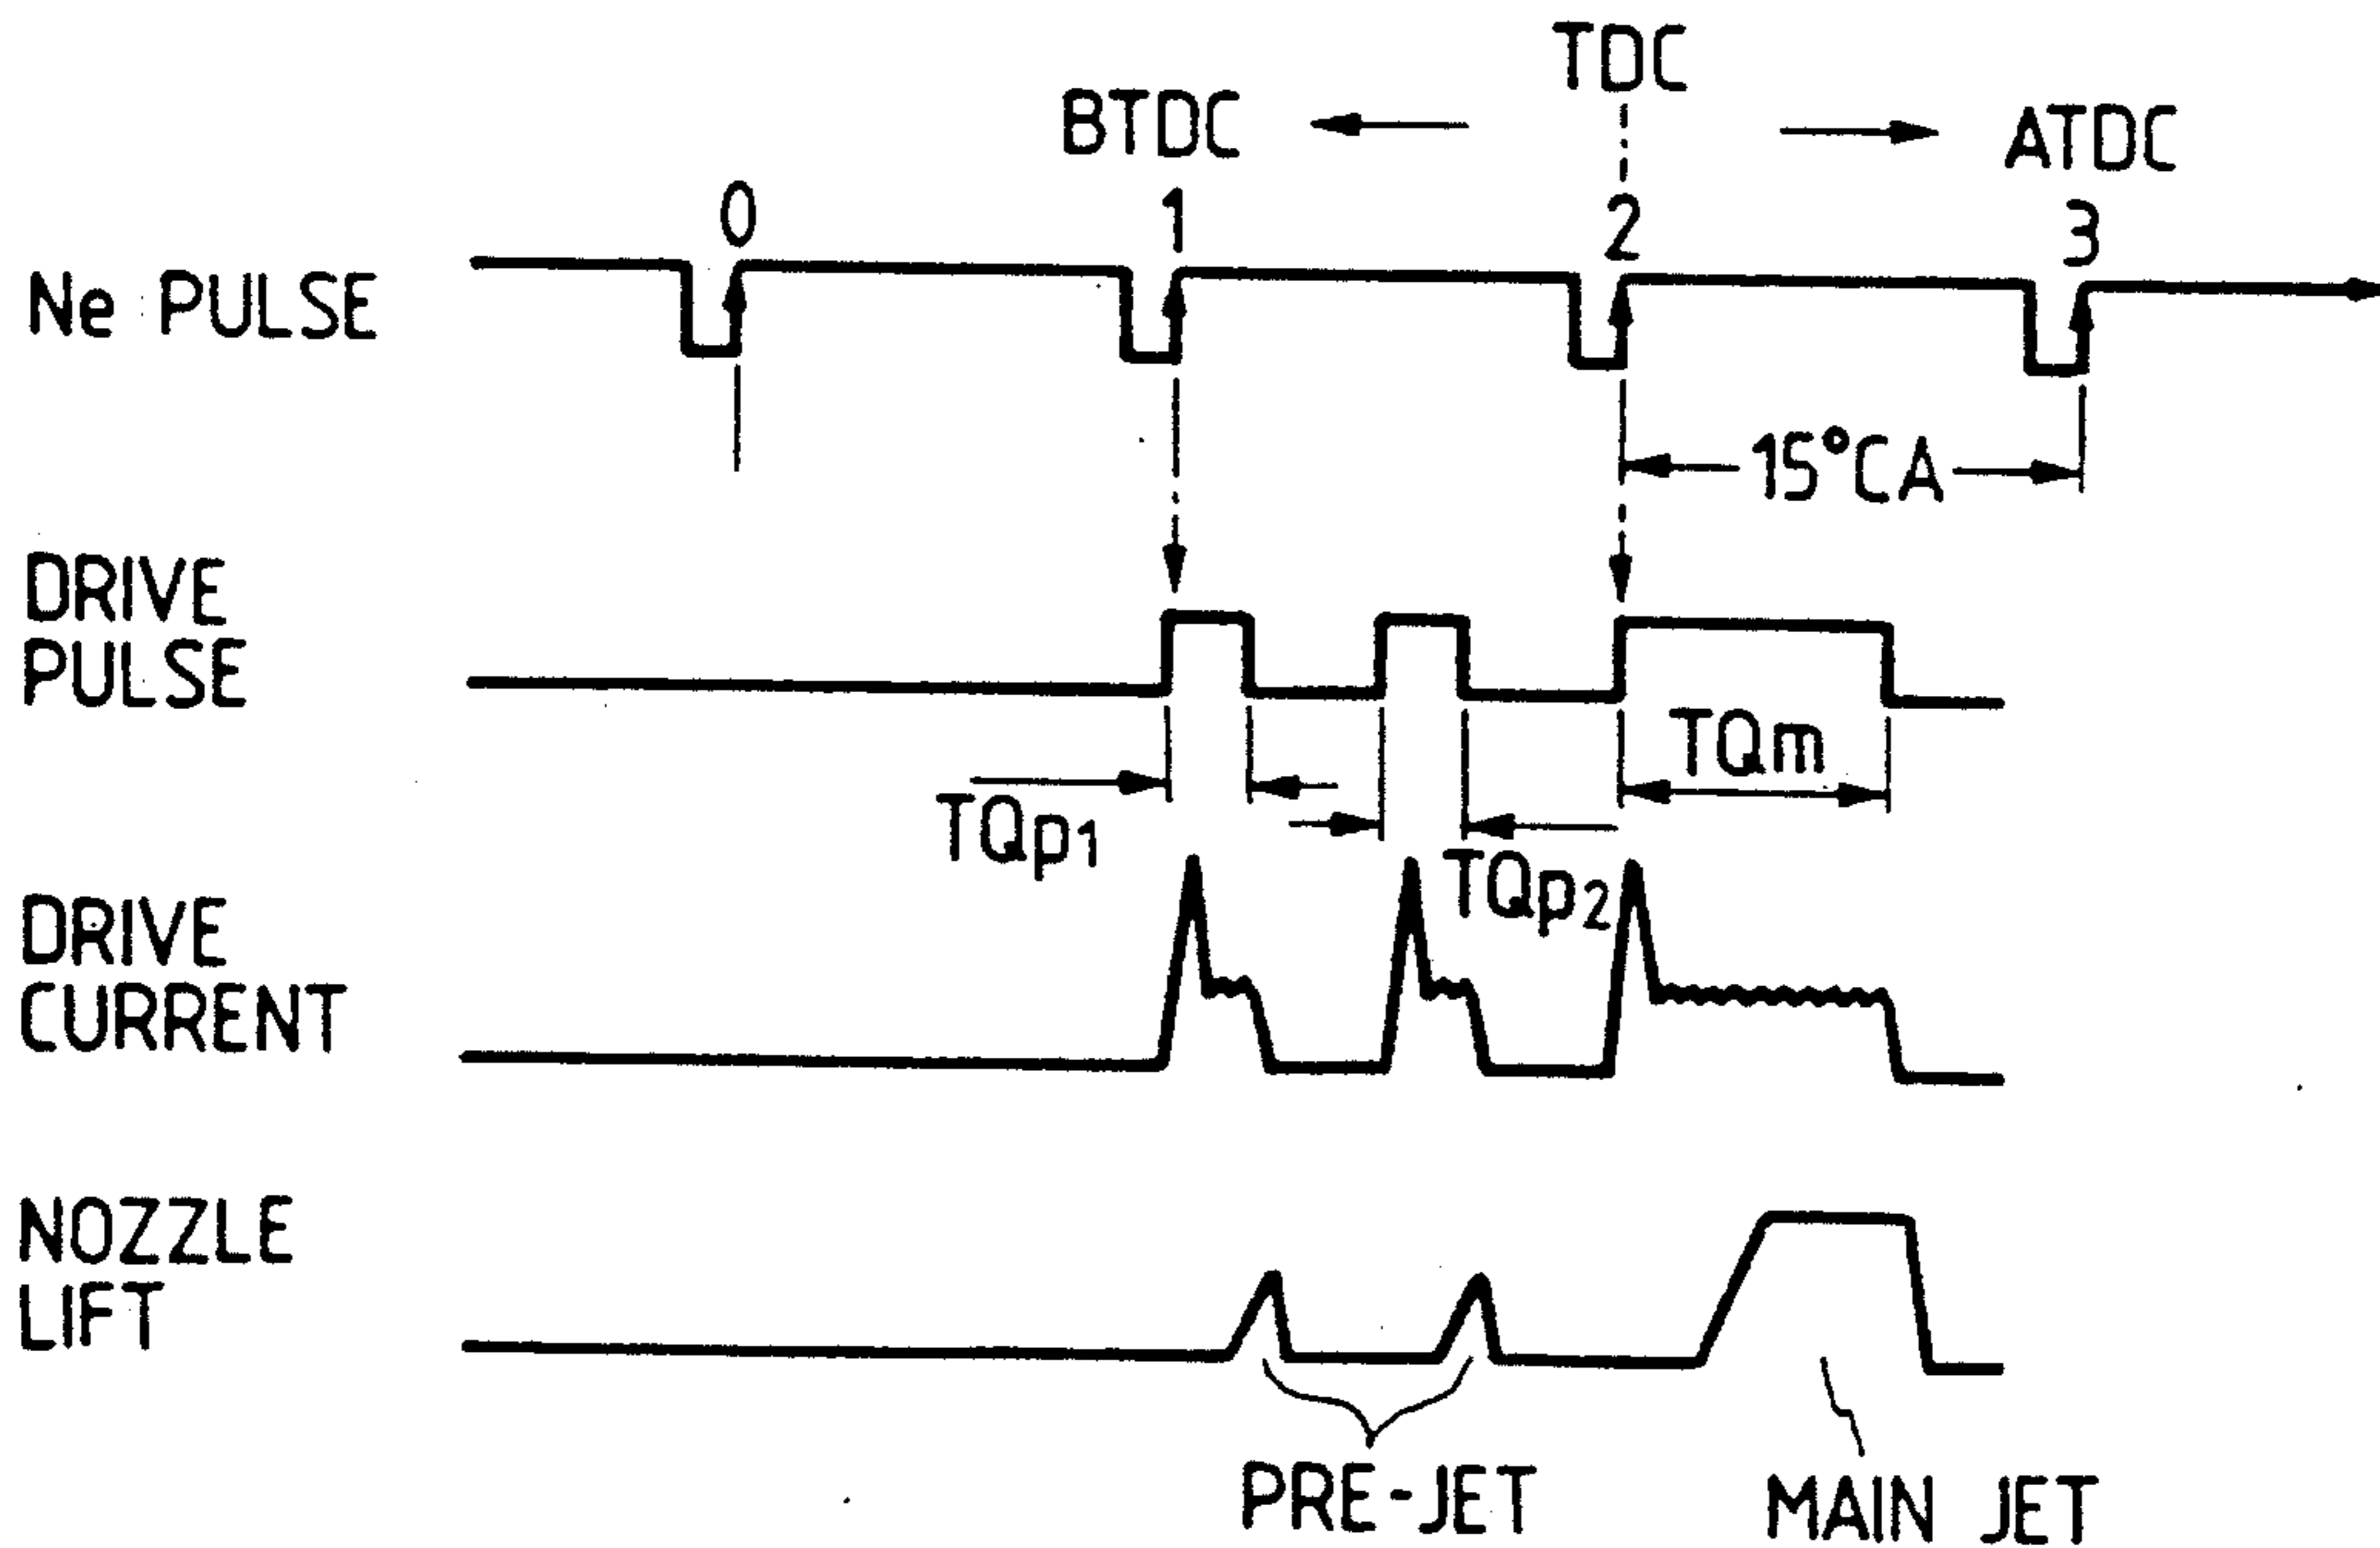 TDC
BTDC
ATDC
0
1
2
3
Ne PULSE
15°CA
DRIVE
PULSE
TQm
TQp1
TQp2
DRIVE
CURRENT
NOZZLE
LIFT
PRE-JET
MAIN JET